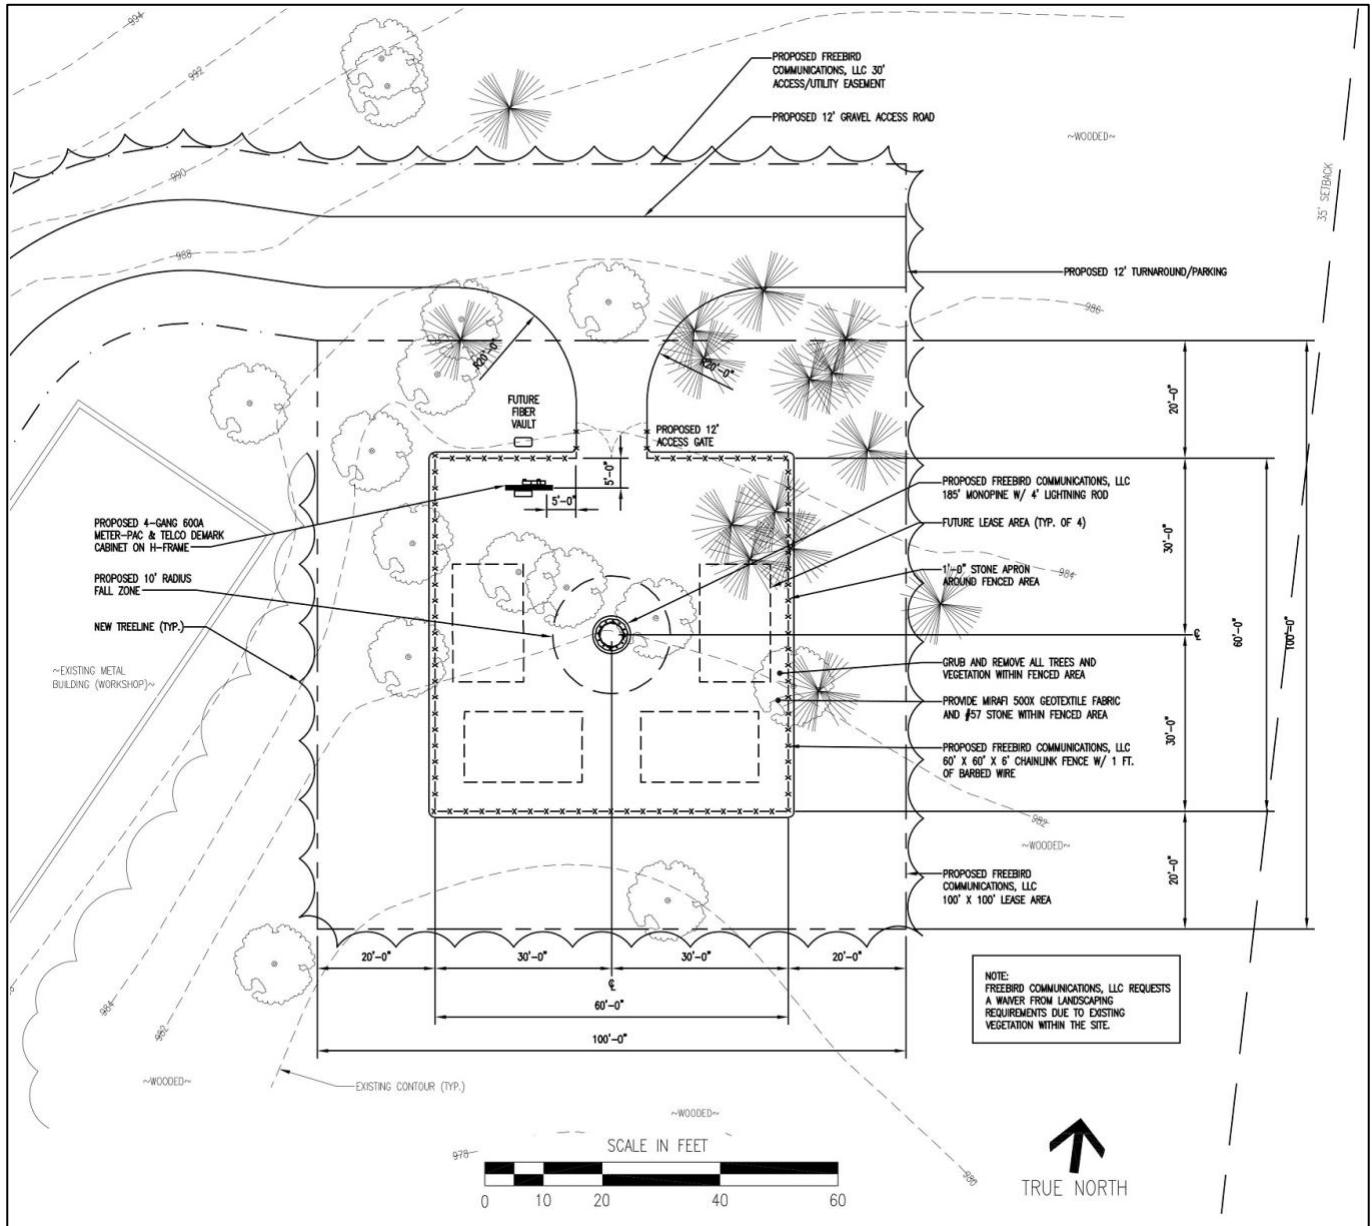 994
992
990
988
PROPOSED FREEBIRD
COMMUNICATIONS, LLC 30'
ACCESS/UTILITY EASEMENT
PROPOSED 12' GRAVEL ACCESS ROAD
~WOODED~
35' SETBACK
PROPOSED 12' TURNAROUND/PARKING
986
R20'-0"
R20'-0"
FUTURE
FIBER
VAULT
PROPOSED 12'
ACCESS GATE
5'-0"
5'-0"
20'-0"
30'-0"
30'-0"
20'-0"
60'-0"
100'-0"
℄
PROPOSED 4-GANG 600A
METER-PAC & TELCO DEMARK
CABINET ON H-FRAME
PROPOSED 10' RADIUS
FALL ZONE
NEW TREELINE (TYP.)
~EXISTING METAL
BUILDING (WORKSHOP)~
PROPOSED FREEBIRD COMMUNICATIONS, LLC
185' MONOPINE W/ 4' LIGHTNING ROD
FUTURE LEASE AREA (TYP. OF 4)
1'-0" STONE APRON
AROUND FENCED AREA
984
GRUB AND REMOVE ALL TREES AND
VEGETATION WITHIN FENCED AREA
PROVIDE MIRAFI 500X GEOTEXTILE FABRIC
AND #57 STONE WITHIN FENCED AREA
PROPOSED FREEBIRD COMMUNICATIONS, LLC
60' X 60' X 6' CHAINLINK FENCE W/ 1 FT.
OF BARBED WIRE
982
~WOODED~
PROPOSED FREEBIRD
COMMUNICATIONS, LLC
100' X 100' LEASE AREA
20'-0"
30'-0"
30'-0"
20'-0"
℄
60'-0"
100'-0"
NOTE:
FREEBIRD COMMUNICATIONS, LLC REQUESTS
A WAIVER FROM LANDSCAPING
REQUIREMENTS DUE TO EXISTING
VEGETATION WITHIN THE SITE.
984
982
~WOODED~
EXISTING CONTOUR (TYP.)
~WOODED~
978
980
SCALE IN FEET
0 10 20 40 60
TRUE NORTH